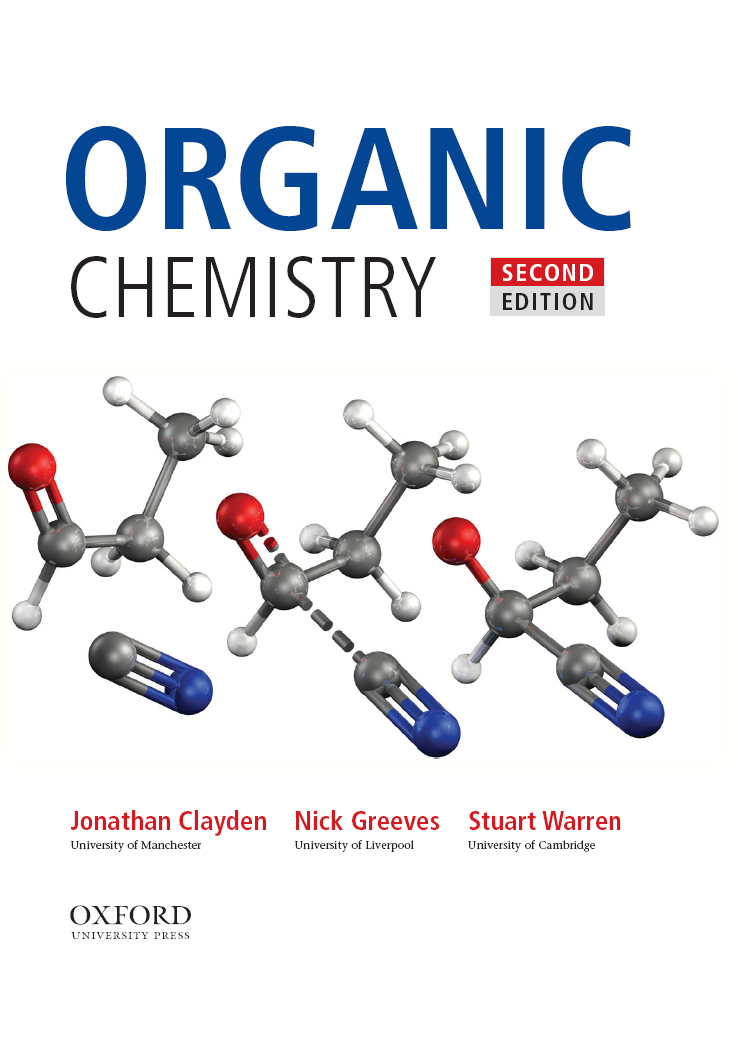 ORGANIC
CHEMISTRY
SECOND
EDITION
Jonathan Clayden Nick Greeves Stuart Warren
University of Manchester University of Liverpool University of Cambridge
OXFORD
UNIVERSITY PRESS